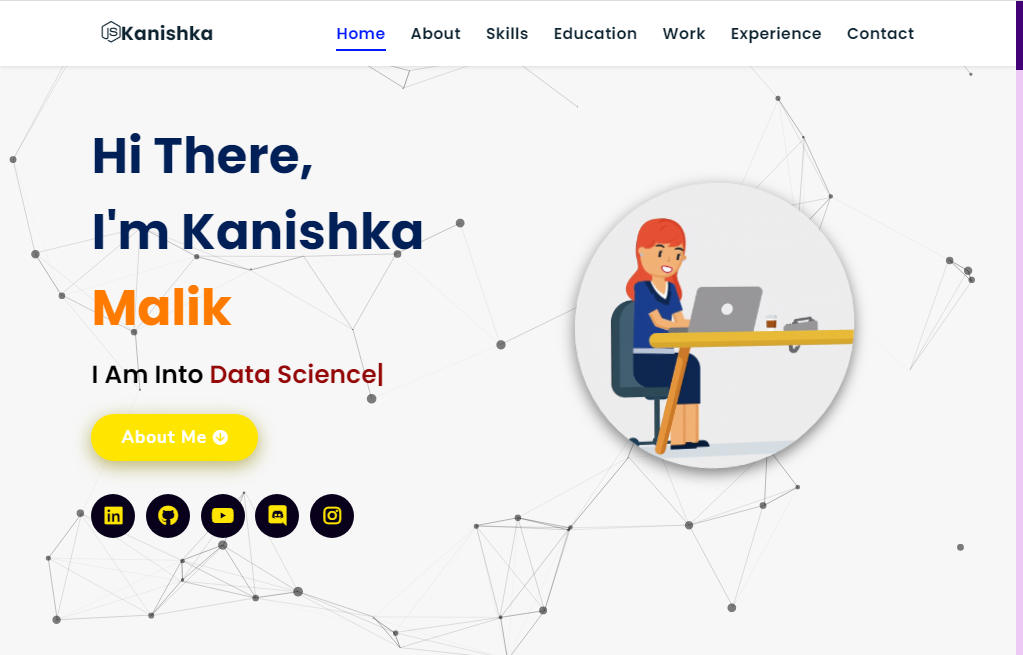 Kanishka
Home About Skills Education Work Experience Contact
Hi There,
I'm Kanishka
Malik
I Am Into Data Science|
About Me